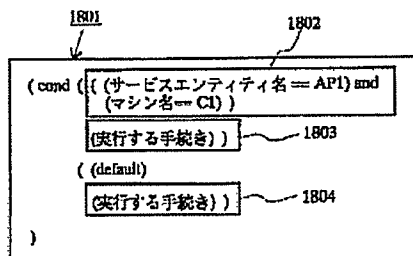 1801
1802
( cond ( ( (サービスエンティティ名 == AP1) and
(マシン名 == C1) )
(実行する手続き) )
1803
( (default)
(実行する手続き) )
1804
)